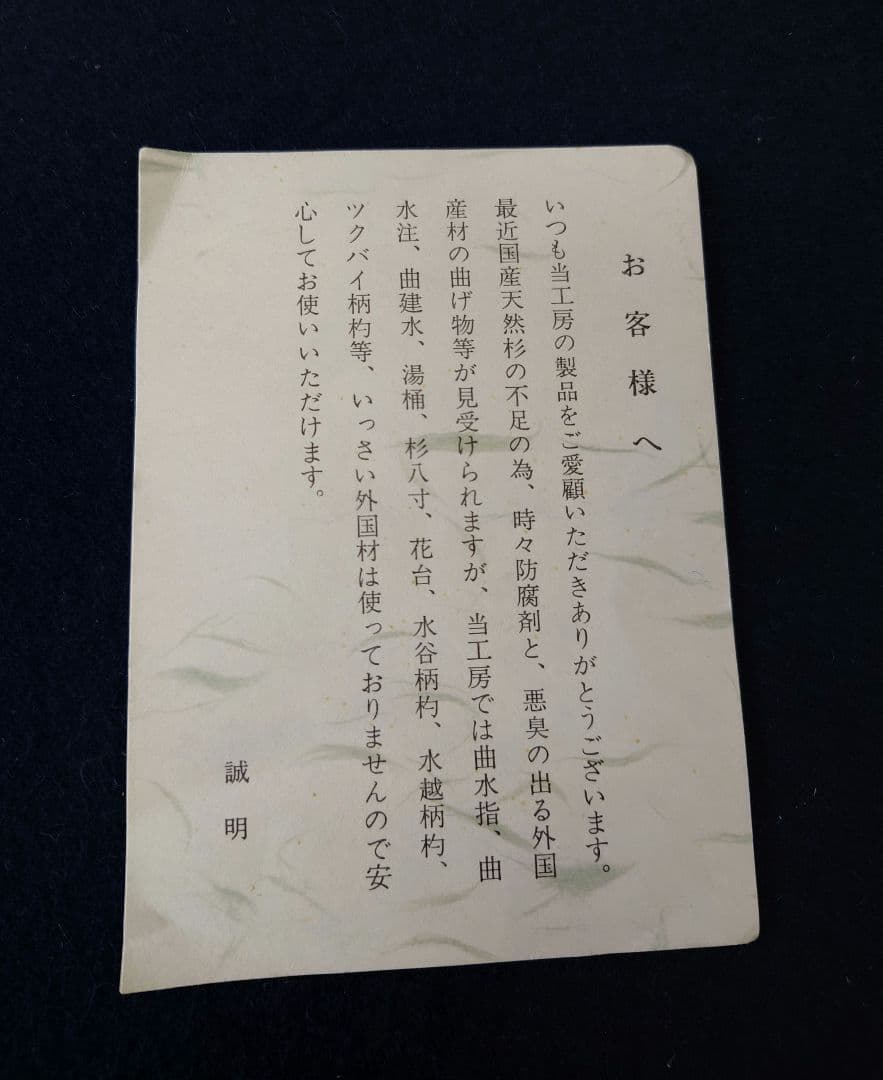 お客様へ
いつも当工房の製品をご愛顧いただきありがとうございます。
最近国産天然杉の不足の為、時々防腐剤と、悪臭の出る外国
産材の曲げ物等が見受けられますが、当工房では曲水指、曲
水注、曲建水、湯桶、杉八寸、花台、水谷柄杓、水越柄杓、
ツクバイ柄杓等、いっさい外国材は使っておりませんので安
心してお使いいただけます。
誠明